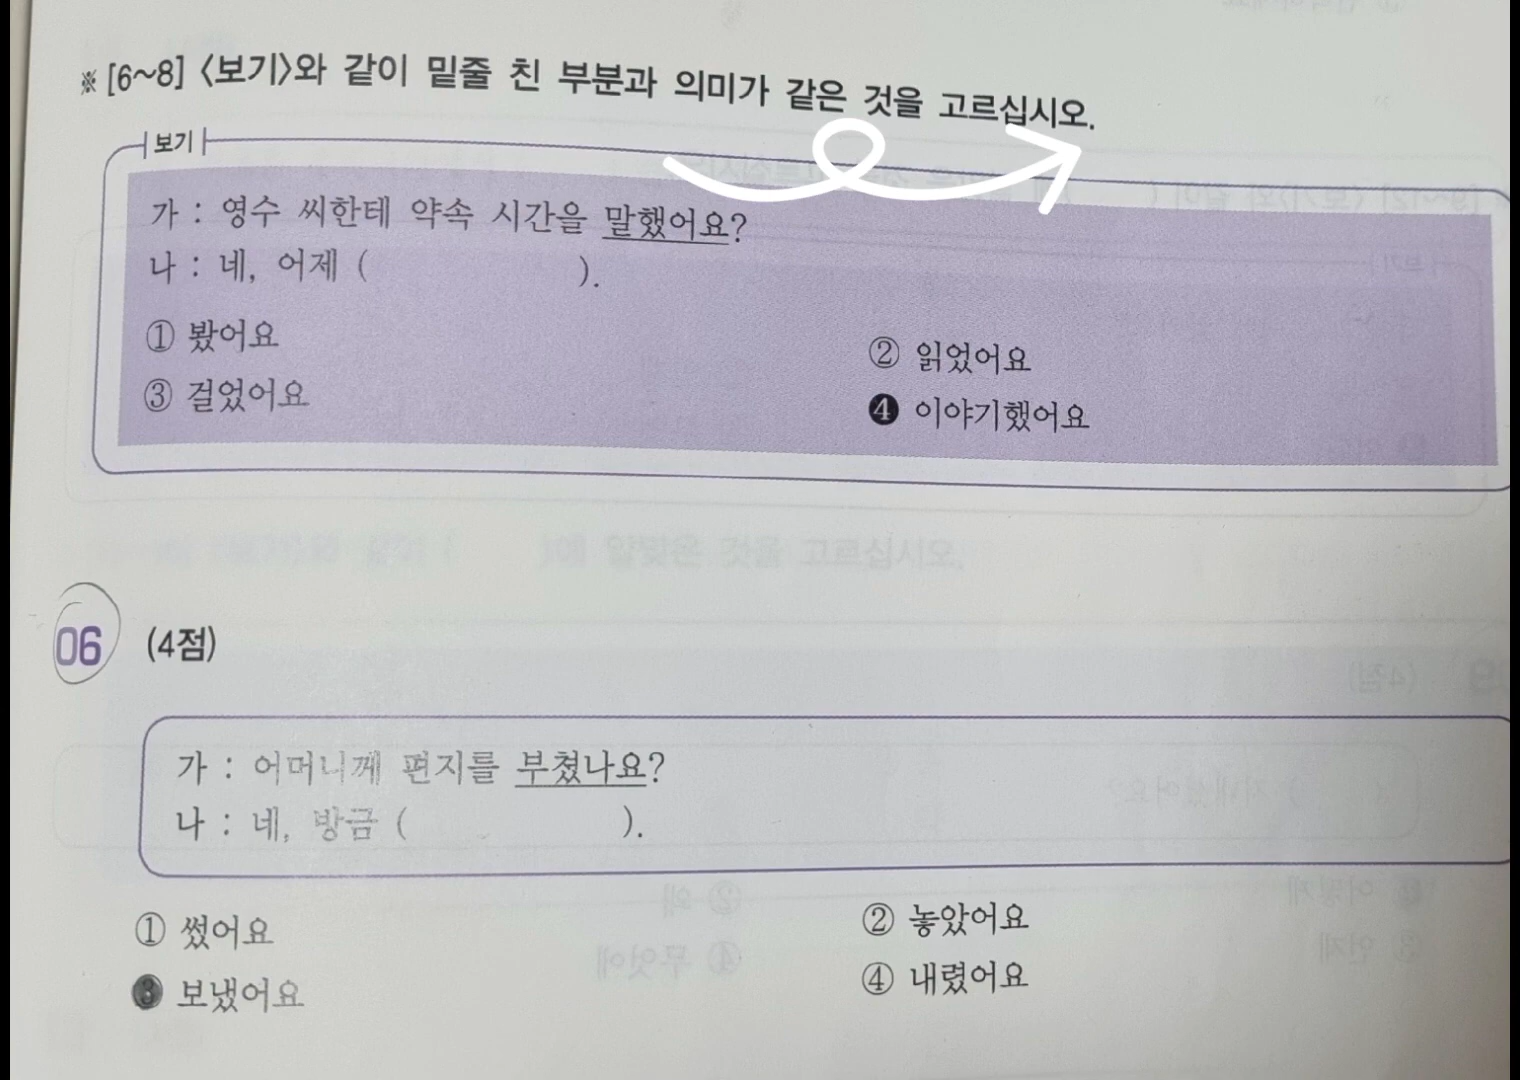 ※ [6~8] 〈보기〉와 같이 밑줄 친 부분과 의미가 같은 것을 고르십시오.
보기
가 : 영수 씨한테 약속 시간을 말했어요?
나 : 네, 어제 (                    ).
① 봤어요
② 읽었어요
③ 걸었어요
❹ 이야기했어요
06 (4점)
가 : 어머니께 편지를 부쳤나요?
나 : 네, 방금 (                    ).
① 썼어요
② 놓았어요
❸ 보냈어요
④ 내렸어요